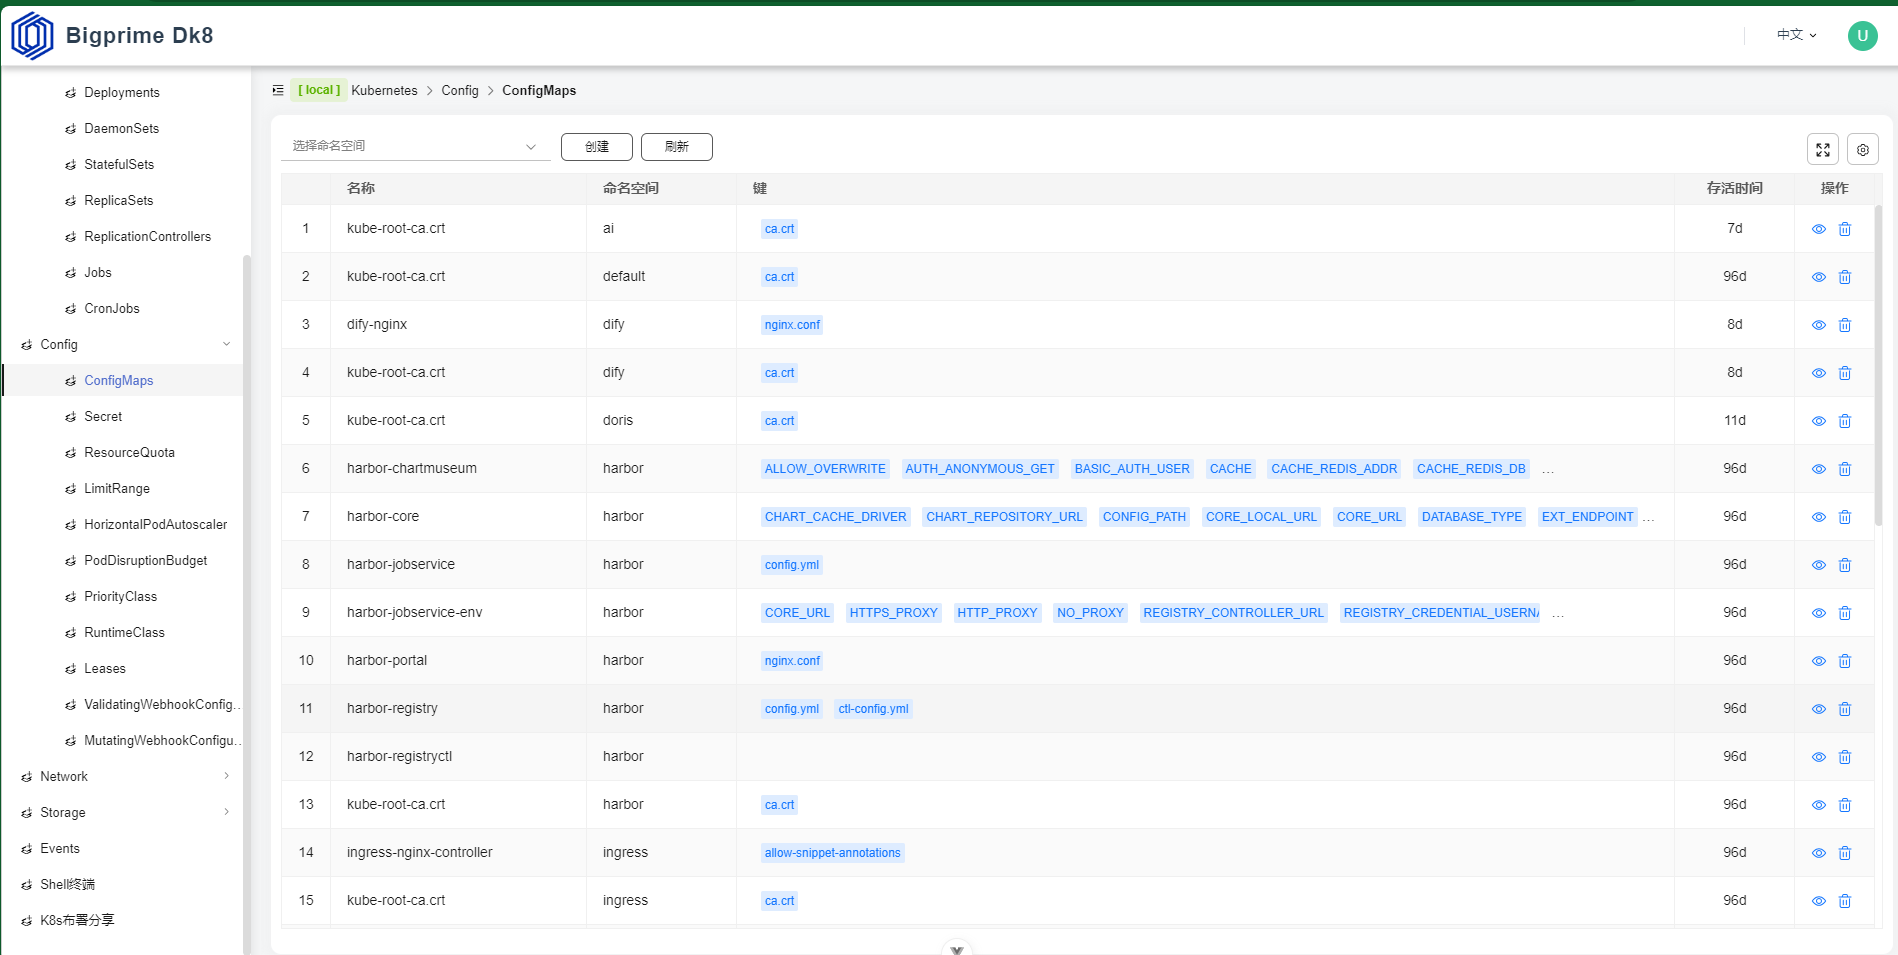 Bigprime Dk8
中文
U
Deployments
DaemonSets
StatefulSets
ReplicaSets
ReplicationControllers
Jobs
CronJobs
Config
ConfigMaps
Secret
ResourceQuota
LimitRange
HorizontalPodAutoscaler
PodDisruptionBudget
PriorityClass
RuntimeClass
Leases
ValidatingWebhookConfig...
MutatingWebhookConfigu...
Network
Storage
Events
Shell终端
K8s布署分享
[ local ] Kubernetes > Config > ConfigMaps
选择命名空间 创建 刷新
名称 命名空间 键 存活时间 操作
1 kube-root-ca.crt ai ca.crt 7d
2 kube-root-ca.crt default ca.crt 96d
3 dify-nginx dify nginx.conf 8d
4 kube-root-ca.crt dify ca.crt 8d
5 kube-root-ca.crt doris ca.crt 11d
6 harbor-chartmuseum harbor ALLOW_OVERWRITE AUTH_ANONYMOUS_GET BASIC_AUTH_USER CACHE CACHE_REDIS_ADDR CACHE_REDIS_DB ... 96d
7 harbor-core harbor CHART_CACHE_DRIVER CHART_REPOSITORY_URL CONFIG_PATH CORE_LOCAL_URL CORE_URL DATABASE_TYPE EXT_ENDPOINT ... 96d
8 harbor-jobservice harbor config.yml 96d
9 harbor-jobservice-env harbor CORE_URL HTTPS_PROXY HTTP_PROXY NO_PROXY REGISTRY_CONTROLLER_URL REGISTRY_CREDENTIAL_USERNA ... 96d
10 harbor-portal harbor nginx.conf 96d
11 harbor-registry harbor config.yml ctl-config.yml 96d
12 harbor-registryctl harbor 96d
13 kube-root-ca.crt harbor ca.crt 96d
14 ingress-nginx-controller ingress allow-snippet-annotations 96d
15 kube-root-ca.crt ingress ca.crt 96d